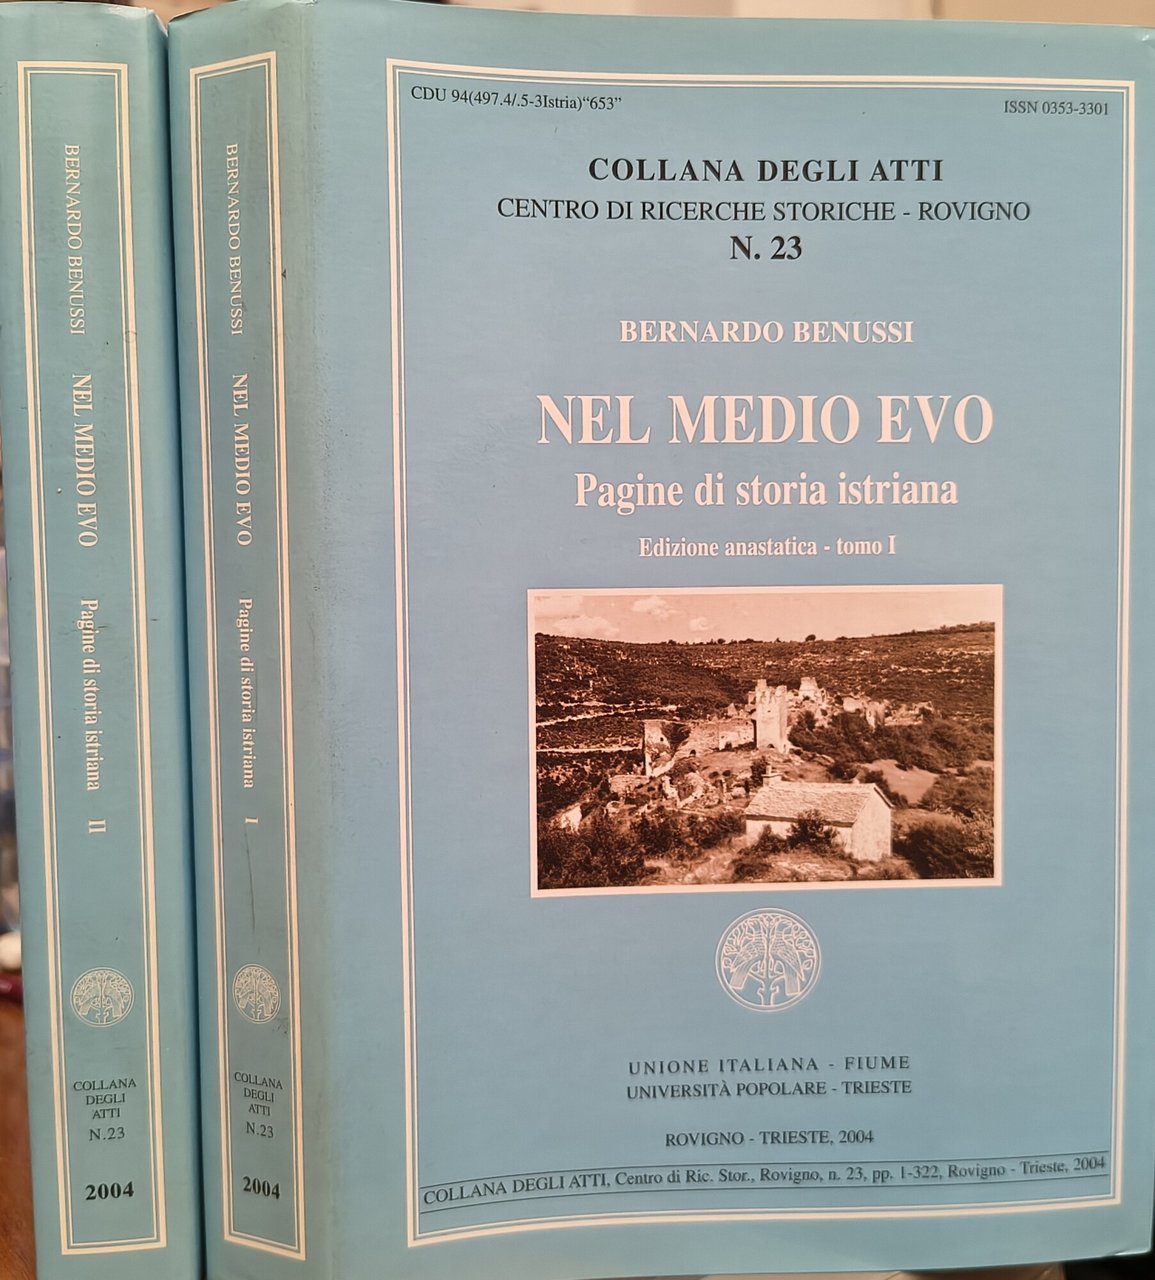 BERNARDO BENUSSI NEL MEDIO EVO Pagine di storia istriana II
COLLANA
DEGLI
ATTI
N.23
2004
BERNARDO BENUSSI NEL MEDIO EVO Pagine di storia istriana I
COLLANA
DEGLI
ATTI
N.23
2004
CDU 94(497.4/.5-3Istria)“653” ISSN 0353-3301
COLLANA DEGLI ATTI
CENTRO DI RICERCHE STORICHE - ROVIGNO
N. 23
BERNARDO BENUSSI
NEL MEDIO EVO
Pagine di storia istriana
Edizione anastatica - tomo I
UNIONE ITALIANA - FIUME
UNIVERSITÀ POPOLARE - TRIESTE
ROVIGNO - TRIESTE, 2004
COLLANA DEGLI ATTI, Centro di Ric. Stor., Rovigno, n. 23, pp. 1-322, Rovigno - Trieste, 2004